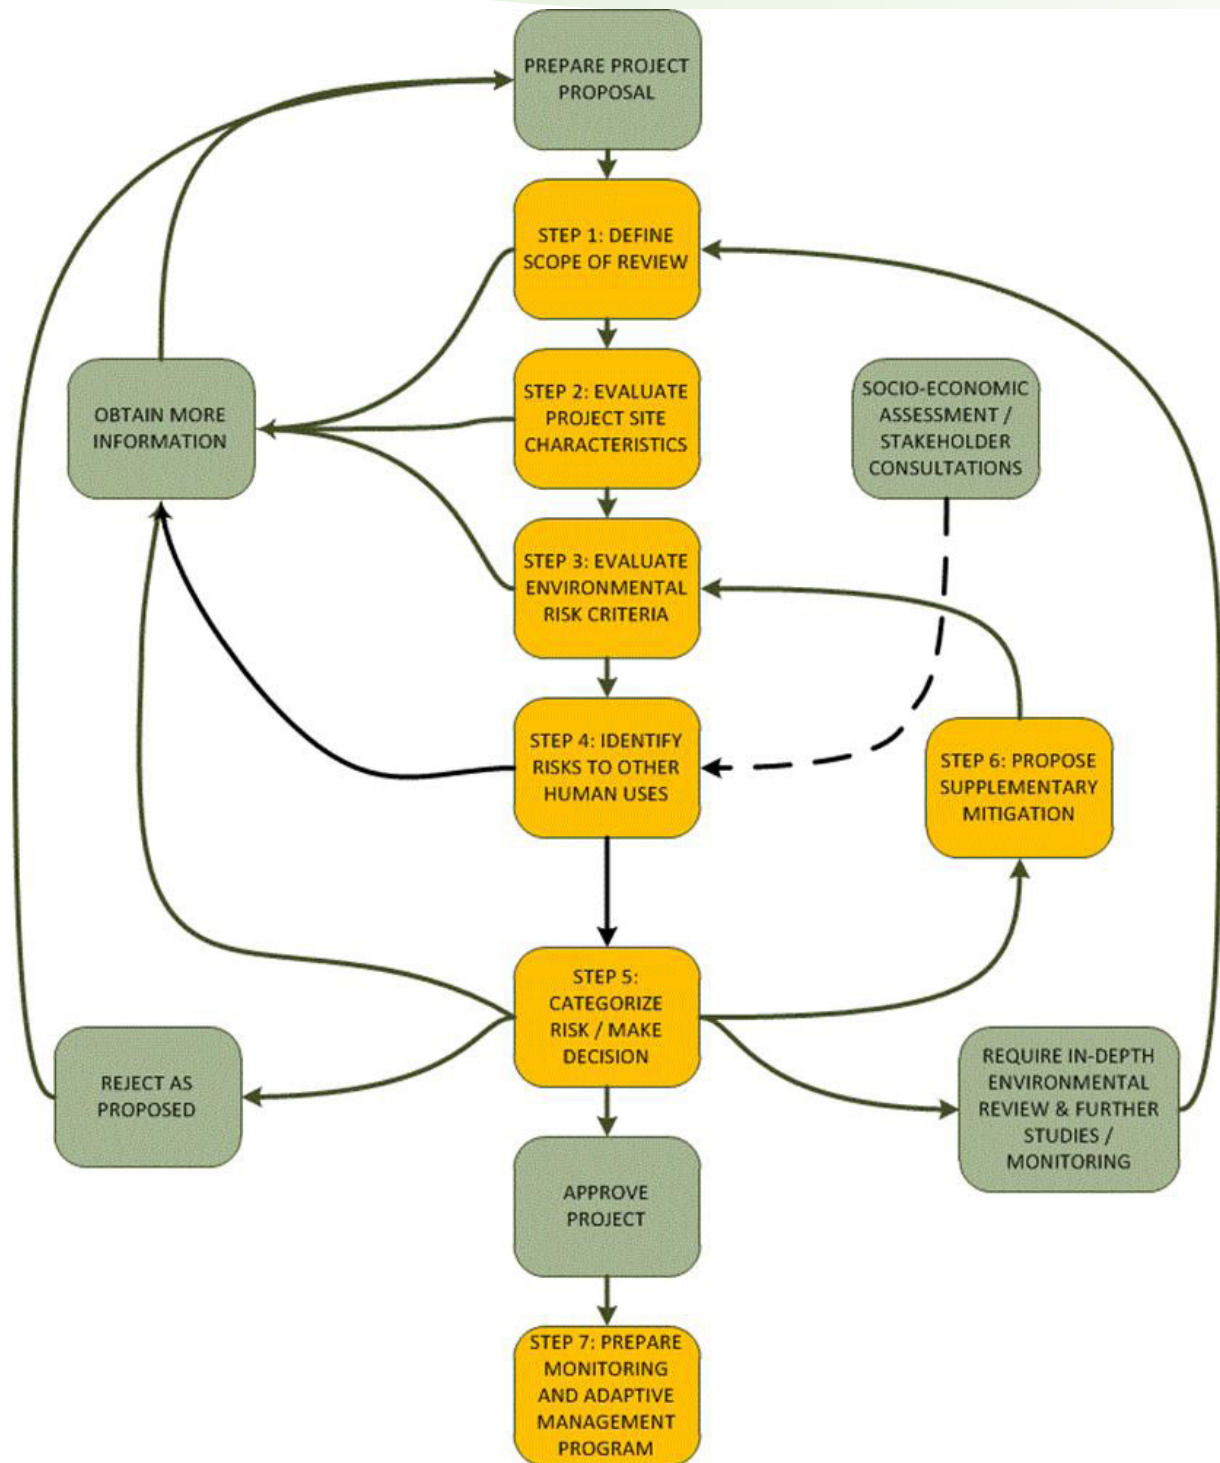 PREPARE PROJECT
PROPOSAL
STEP 1: DEFINE
SCOPE OF REVIEW
OBTAIN MORE
INFORMATION
STEP 2: EVALUATE
PROJECT SITE
CHARACTERISTICS
SOCIO-ECONOMIC
ASSESSMENT /
STAKEHOLDER
CONSULTATIONS
STEP 3: EVALUATE
ENVIRONMENTAL
RISK CRITERIA
STEP 4: IDENTIFY
RISKS TO OTHER
HUMAN USES
STEP 6: PROPOSE
SUPPLEMENTARY
MITIGATION
STEP 5:
CATEGORIZE
RISK / MAKE
DECISION
REJECT AS
PROPOSED
REQUIRE IN-DEPTH
ENVIRONMENTAL
REVIEW & FURTHER
STUDIES /
MONITORING
APPROVE
PROJECT
STEP 7: PREPARE
MONITORING
AND ADAPTIVE
MANAGEMENT
PROGRAM